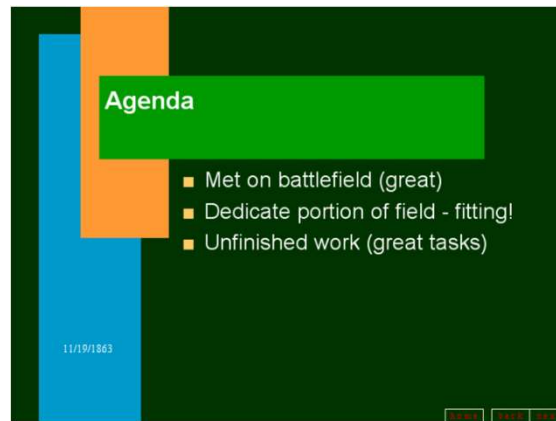 Agenda
Met on battlefield (great)
Dedicate portion of field - fitting!
Unfinished work (great tasks)
11/19/1863